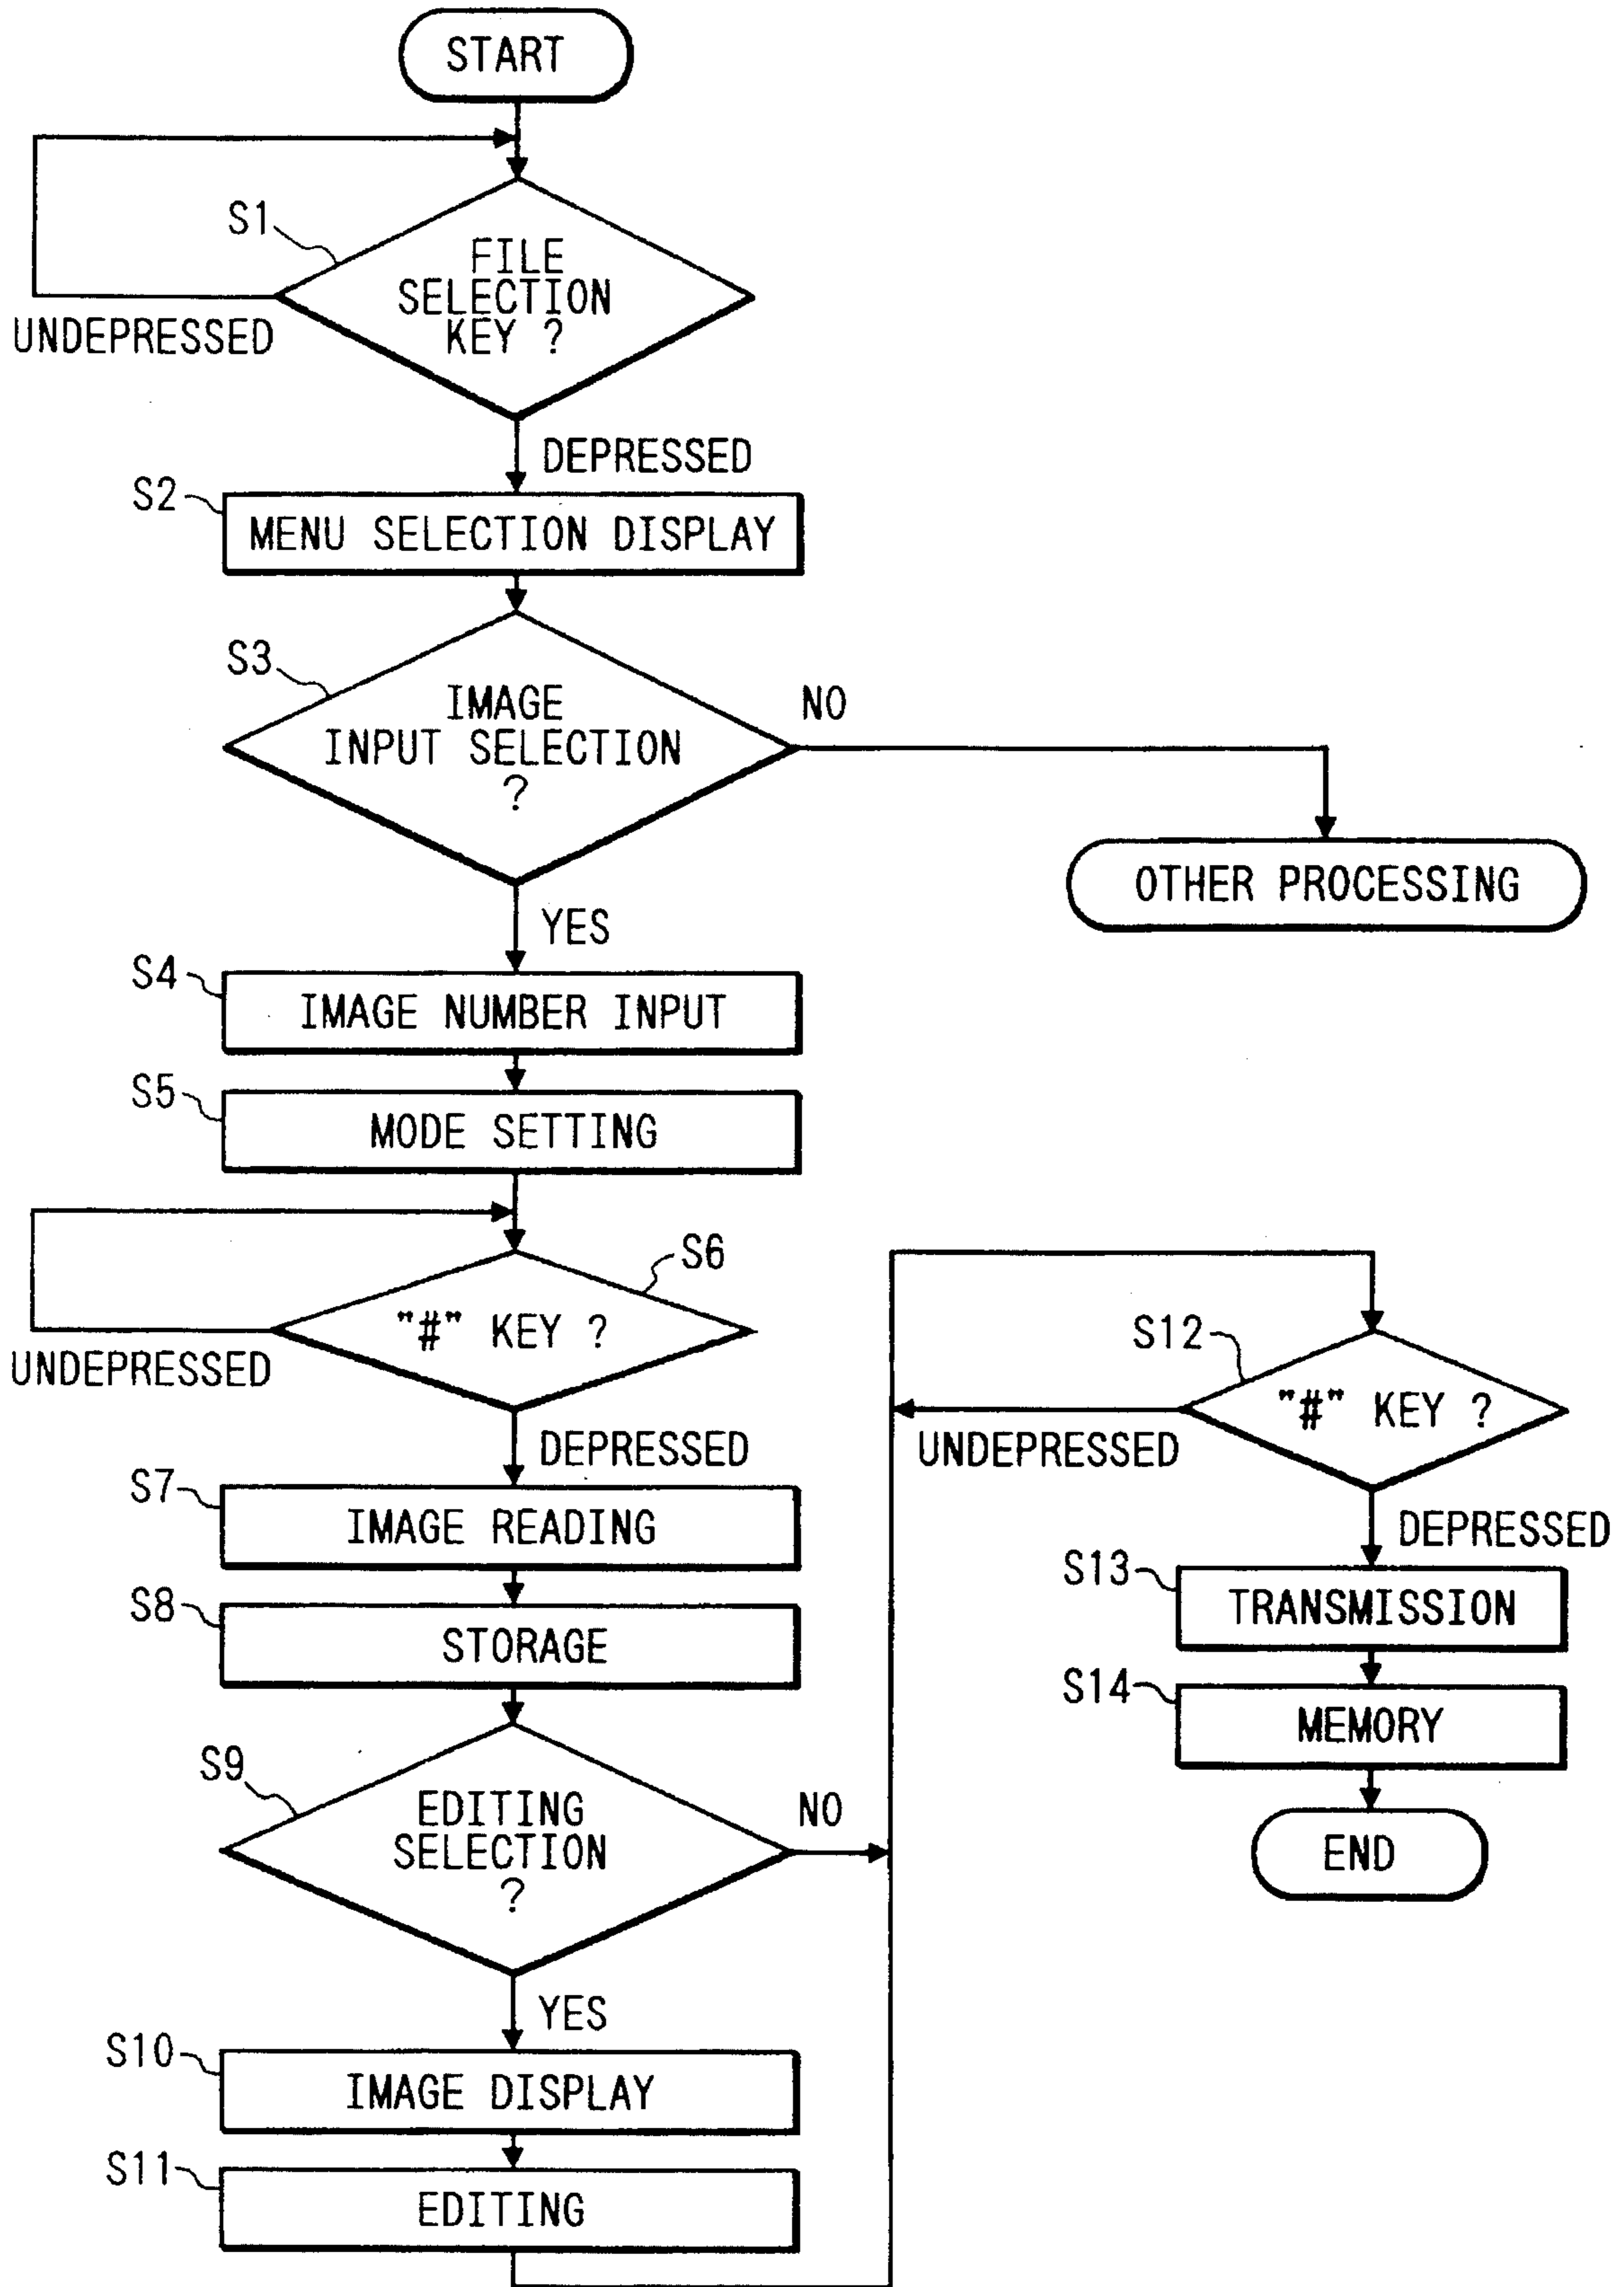 START
S1
FILE
SELECTION
KEY ?
UNDEPRESSED
DEPRESSED
S2
MENU SELECTION DISPLAY
S3
IMAGE
INPUT SELECTION
?
NO
OTHER PROCESSING
YES
S4
IMAGE NUMBER INPUT
S5
MODE SETTING
S6
"#" KEY ?
UNDEPRESSED
DEPRESSED
S7
IMAGE READING
S8
STORAGE
S9
EDITING
SELECTION
?
NO
YES
S10
IMAGE DISPLAY
S11
EDITING
S12
"#" KEY ?
UNDEPRESSED
DEPRESSED
S13
TRANSMISSION
S14
MEMORY
END